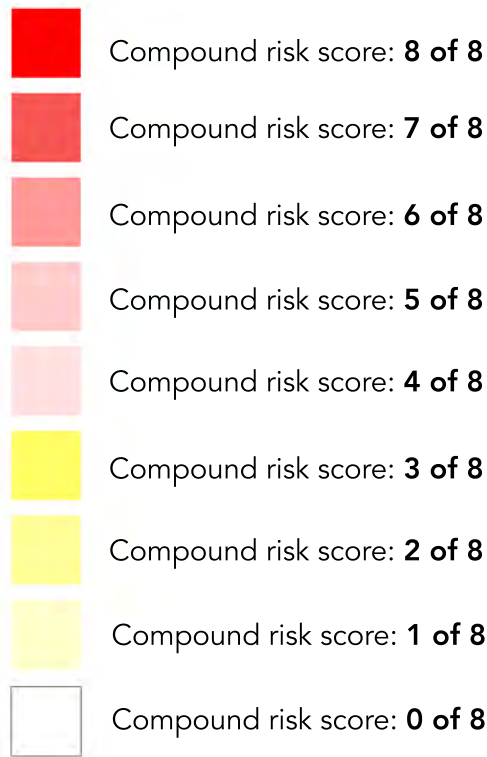 Compound risk score: 8 of 8
Compound risk score: 7 of 8
Compound risk score: 6 of 8
Compound risk score: 5 of 8
Compound risk score: 4 of 8
Compound risk score: 3 of 8
Compound risk score: 2 of 8
Compound risk score: 1 of 8
Compound risk score: 0 of 8